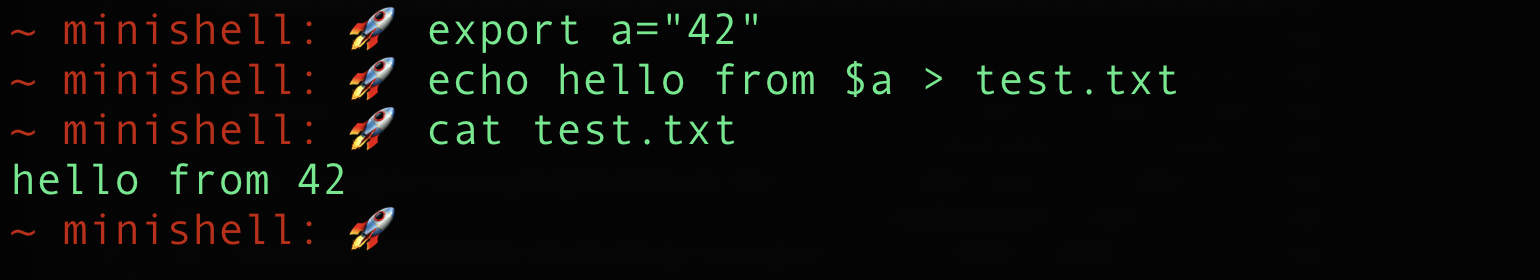 ~ minishell: 🚀 export a="42"
~ minishell: 🚀 echo hello from $a > test.txt
~ minishell: 🚀 cat test.txt
hello from 42
~ minishell: 🚀